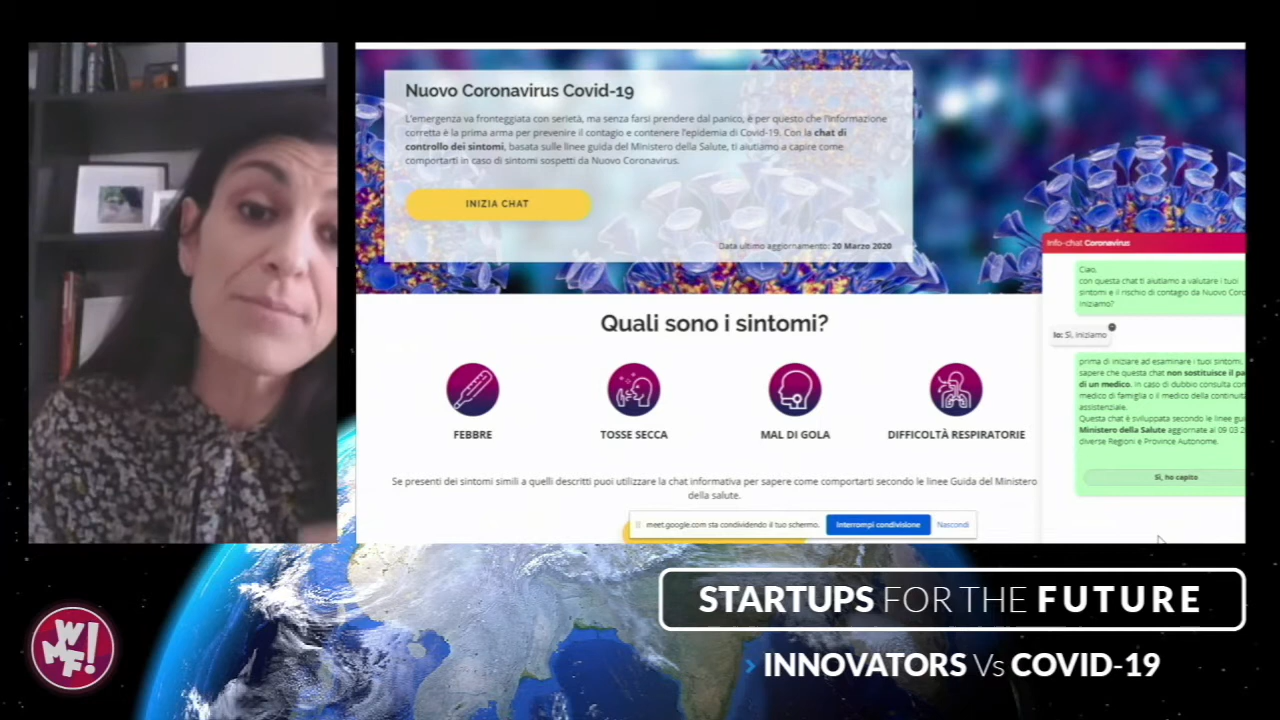 Nuovo Coronavirus Covid-19
L'emergenza va fronteggiata con serietà, ma senza farsi prendere dal panico, è per questo che l'informazione
corretta è la prima arma per prevenire il contagio e contenere l'epidemia di Covid-19. Con la chat di
controllo dei sintomi, basata sulle linee guida del Ministero della Salute, ti aiutiamo a capire come
comportarti in caso di sintomi sospetti da Nuovo Coronavirus.
INIZIA CHAT
Data ultimo aggiornamento: 20 Marzo 2020
Quali sono i sintomi?
FEBBRE
TOSSE SECCA
MAL DI GOLA
DIFFICOLTÀ RESPIRATORIE
Se presenti dei sintomi simili a quelli descritti puoi utilizzare la chat informativa per sapere come comportarti secondo le linee Guida del Ministero
della salute.
Info-chat Coronavirus
Ciao,
con questa chat ti aiutiamo a valutare i tuoi
sintomi e il rischio di contagio da Nuovo Coro
Iniziamo?
Io: Sì, iniziamo
prima di iniziare ad esaminare i tuoi sintomi,
sapere che questa chat non sostituisce il pa
di un medico. In caso di dubbio consulta con
medico di famiglia o il medico della continuit
assistenziale.
Questa chat è sviluppata secondo le linee gui
Ministero della Salute aggiornate al 09 03 2
diverse Regioni e Province Autonome.
Sì, ho capito
meet.google.com sta condividendo il tuo schermo.
Interrompi condivisione
Nascondi
WMF!
STARTUPS FOR THE FUTURE
INNOVATORS Vs COVID-19